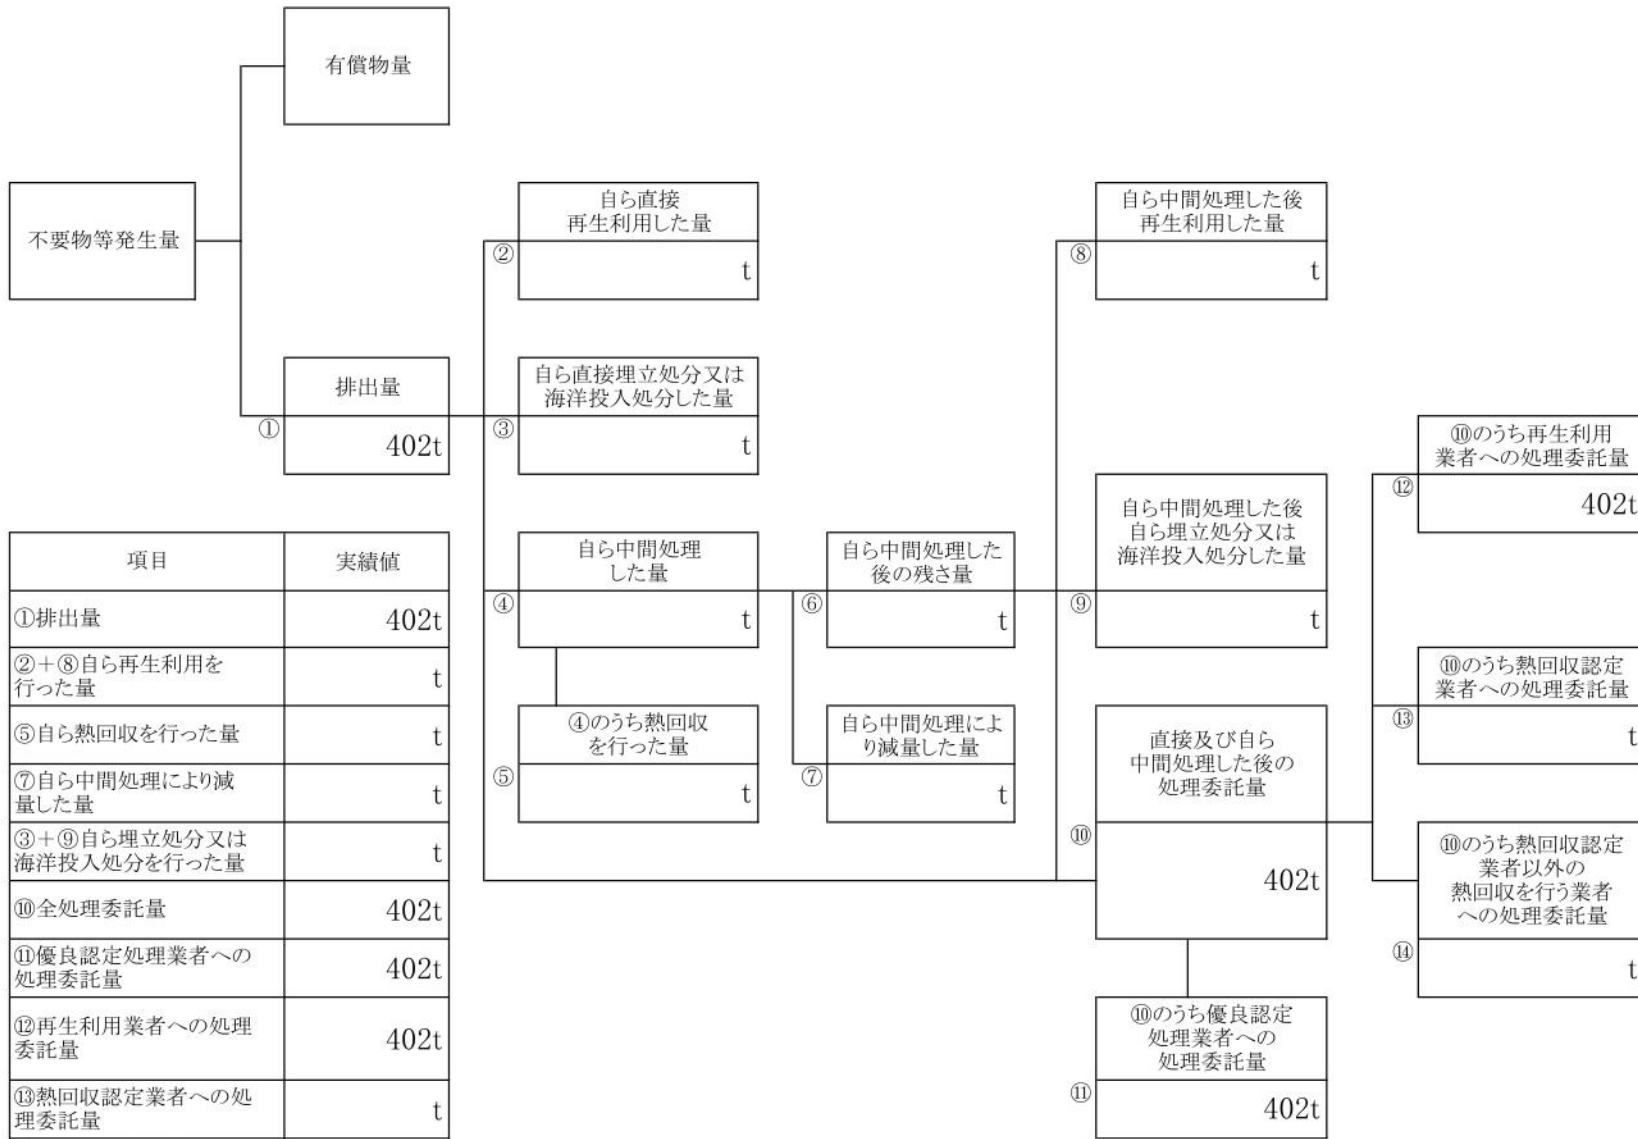 有償物量
不要物等発生量
自ら直接
再生利用した量
②
t
自ら中間処理した後
再生利用した量
⑧
t
排出量
①
402t
自ら直接埋立処分又は
海洋投入処分した量
③
t
⑩のうち再生利用
業者への処理委託量
⑫
402t
自ら中間処理
した量
④
t
自ら中間処理した
後の残さ量
⑥
t
自ら中間処理した後
自ら埋立処分又は
海洋投入処分した量
⑨
t
⑩のうち熱回収認定
業者への処理委託量
⑬
t
④のうち熱回収
を行った量
⑤
t
自ら中間処理によ
り減量した量
⑦
t
直接及び自ら
中間処理した後の
処理委託量
⑩
402t
⑩のうち熱回収認定
業者以外の
熱回収を行う業者
への処理委託量
⑭
t
⑩のうち優良認定
処理業者への
処理委託量
⑪
402t
項目 実績値
①排出量 402t
②＋⑧自ら再生利用を
行った量 t
⑤自ら熱回収を行った量 t
⑦自ら中間処理により減
量した量 t
③＋⑨自ら埋立処分又は
海洋投入処分を行った量 t
⑩全処理委託量 402t
⑪優良認定処理業者への
処理委託量 402t
⑫再生利用業者への処理
委託量 402t
⑬熱回収認定業者への処
理委託量 t